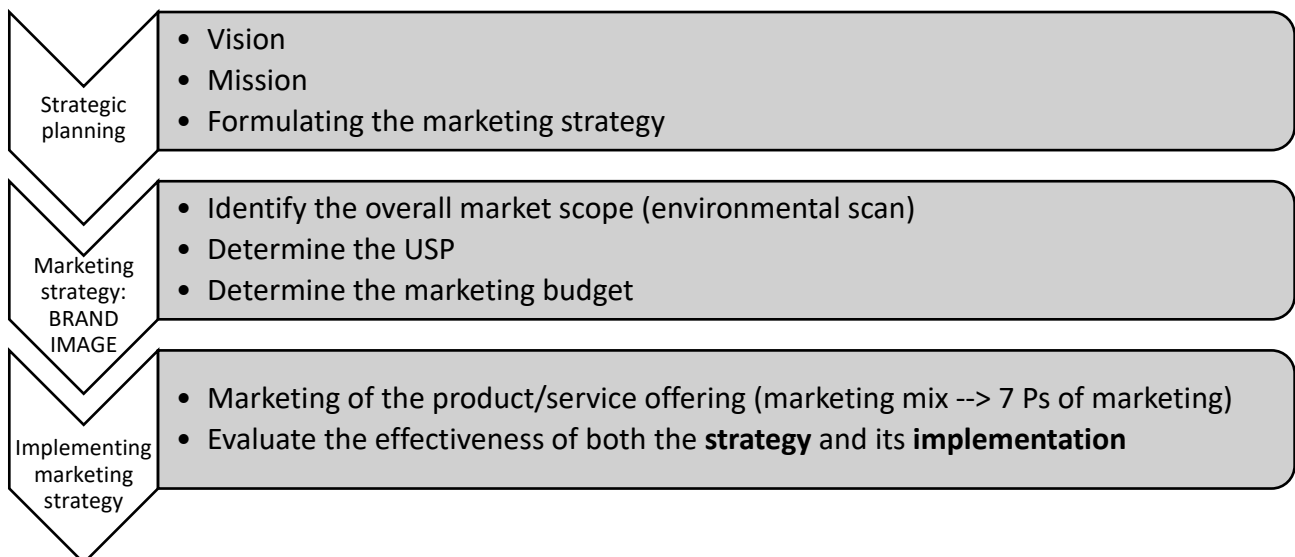 Strategic
planning
• Vision
• Mission
• Formulating the marketing strategy
Marketing
strategy:
BRAND
IMAGE
• Identify the overall market scope (environmental scan)
• Determine the USP
• Determine the marketing budget
Implementing
marketing
strategy
• Marketing of the product/service offering (marketing mix --> 7 Ps of marketing)
• Evaluate the effectiveness of both the strategy and its implementation